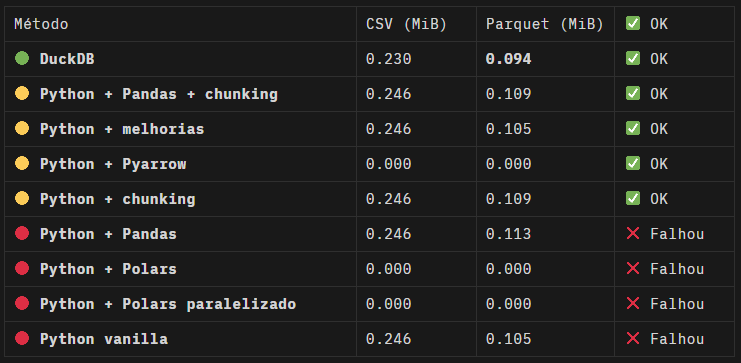 Método CSV (MiB) Parquet (MiB) ✅ OK
🟢 DuckDB 0.230 0.094 ✅ OK
🟡 Python + Pandas + chunking 0.246 0.109 ✅ OK
🟡 Python + melhorias 0.246 0.105 ✅ OK
🟡 Python + Pyarrow 0.000 0.000 ✅ OK
🟡 Python + chunking 0.246 0.109 ✅ OK
🔴 Python + Pandas 0.246 0.113 ❌ Falhou
🔴 Python + Polars 0.000 0.000 ❌ Falhou
🔴 Python + Polars paralelizado 0.000 0.000 ❌ Falhou
🔴 Python vanilla 0.246 0.105 ❌ Falhou